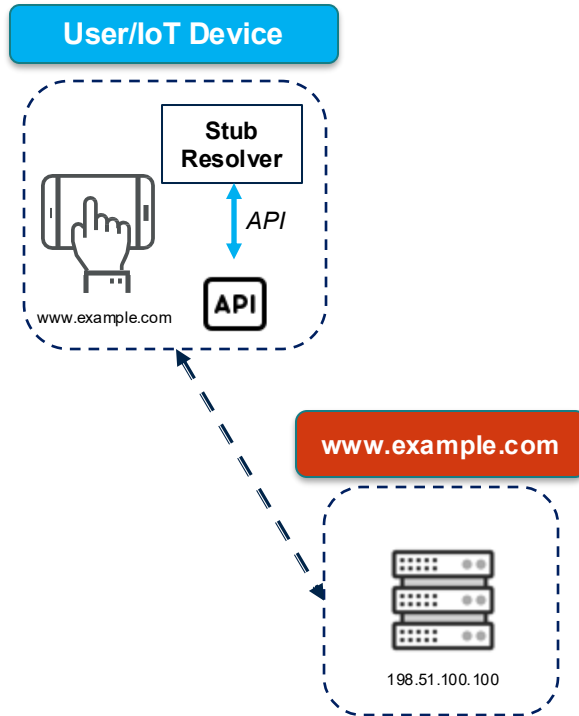 User/IoT Device
Stub
Resolver
API
www.example.com
API
www.example.com
198.51.100.100